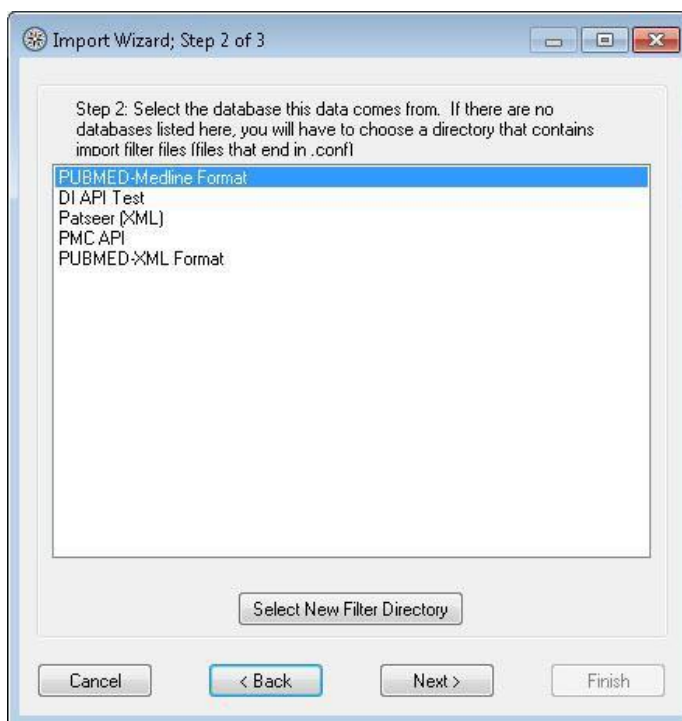 Import Wizard; Step 2 of 3
Step 2: Select the database this data comes from. If there are no
databases listed here, you will have to choose a directory that contains
import filter files (files that end in .conf)
PUBMED-Medline Format
DI API Test
Patseer (XML)
PMC API
PUBMED-XML Format
Select New Filter Directory
Cancel
< Back
Next >
Finish